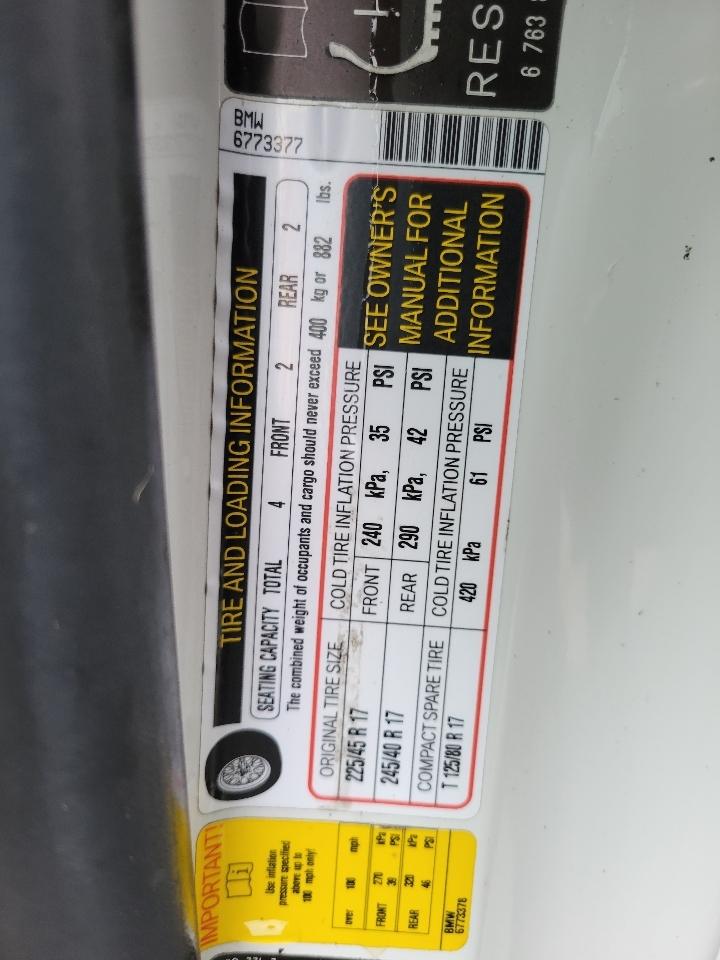 RES
6 763
BMW
6773377
TIRE AND LOADING INFORMATION
SEATING CAPACITY TOTAL 4 FRONT 2 REAR 2
The combined weight of occupants and cargo should never exceed 400 kg or 882 lbs.
ORIGINAL TIRE SIZE COLD TIRE INFLATION PRESSURE
225/45 R 17 FRONT 240 kPa, 35 PSI
245/40 R 17 REAR 290 kPa, 42 PSI
COMPACT SPARE TIRE COLD TIRE INFLATION PRESSURE
T 125/80 R 17 420 kPa 61 PSI
SEE OWNER'S
MANUAL FOR
ADDITIONAL
INFORMATION
IMPORTANT!
Use inflation
pressure specified
above up to
100 mph only!
over 100 mph
FRONT 270 kPa
39 PSI
REAR 320 kPa
46 PSI
BMW
6773378